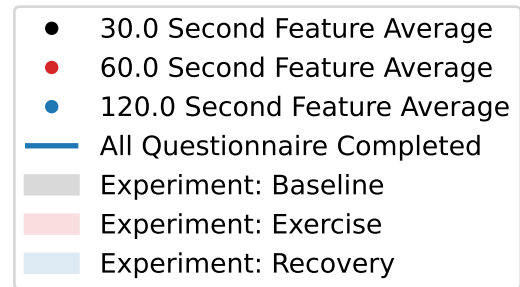 30.0 Second Feature Average
60.0 Second Feature Average
120.0 Second Feature Average
All Questionnaire Completed
Experiment: Baseline
Experiment: Exercise
Experiment: Recovery